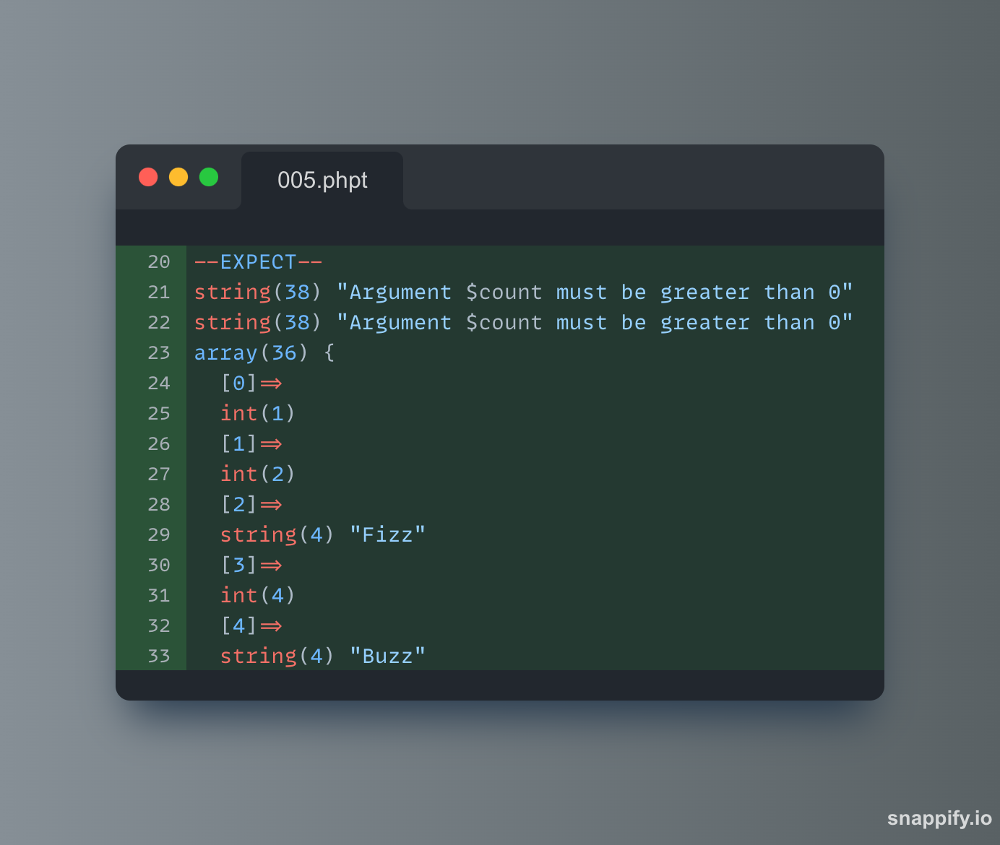 005.phpt
20 --EXPECT--
21 string(38) "Argument $count must be greater than 0"
22 string(38) "Argument $count must be greater than 0"
23 array(36) {
24   [0]=>
25   int(1)
26   [1]=>
27   int(2)
28   [2]=>
29   string(4) "Fizz"
30   [3]=>
31   int(4)
32   [4]=>
33   string(4) "Buzz"
snappify.io